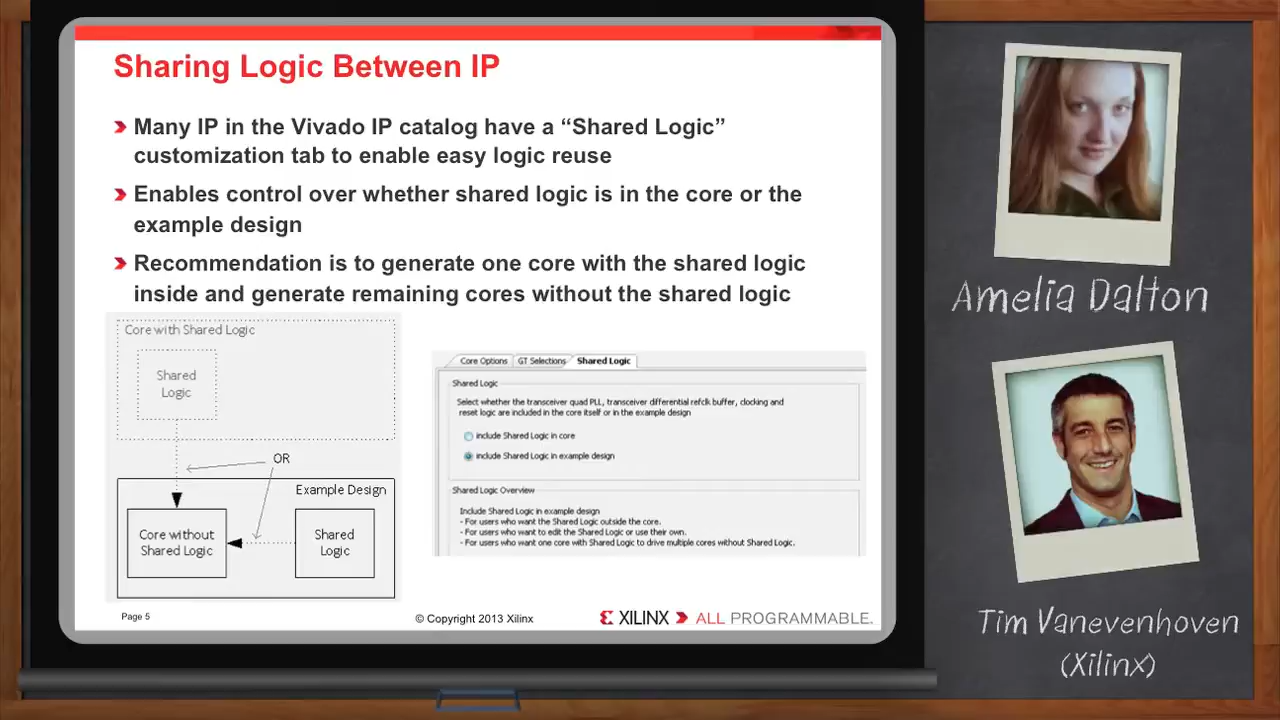 Sharing Logic Between IP
Many IP in the Vivado IP catalog have a “Shared Logic”
customization tab to enable easy logic reuse
Enables control over whether shared logic is in the core or the
example design
Recommendation is to generate one core with the shared logic
inside and generate remaining cores without the shared logic
Core with Shared Logic
Shared
Logic
OR
Example Design
Core without
Shared Logic
Shared
Logic
Core Options GT Selections Shared Logic
Shared Logic
Select whether the transceiver quad PLL, transceiver differential refclk buffer, clocking and
reset logic are included in the core itself or in the example design
include Shared Logic in core
include Shared Logic in example design
Shared Logic Overview
Include Shared Logic in example design
- For users who want the Shared Logic outside the core.
- For users who want to edit the Shared Logic or use their own.
- For users who want one core with Shared Logic to drive multiple cores without Shared Logic.
Page 5
© Copyright 2013 Xilinx
XILINX ALL PROGRAMMABLE.
Amelia Dalton
Tim Vanevenhoven
(Xilinx)